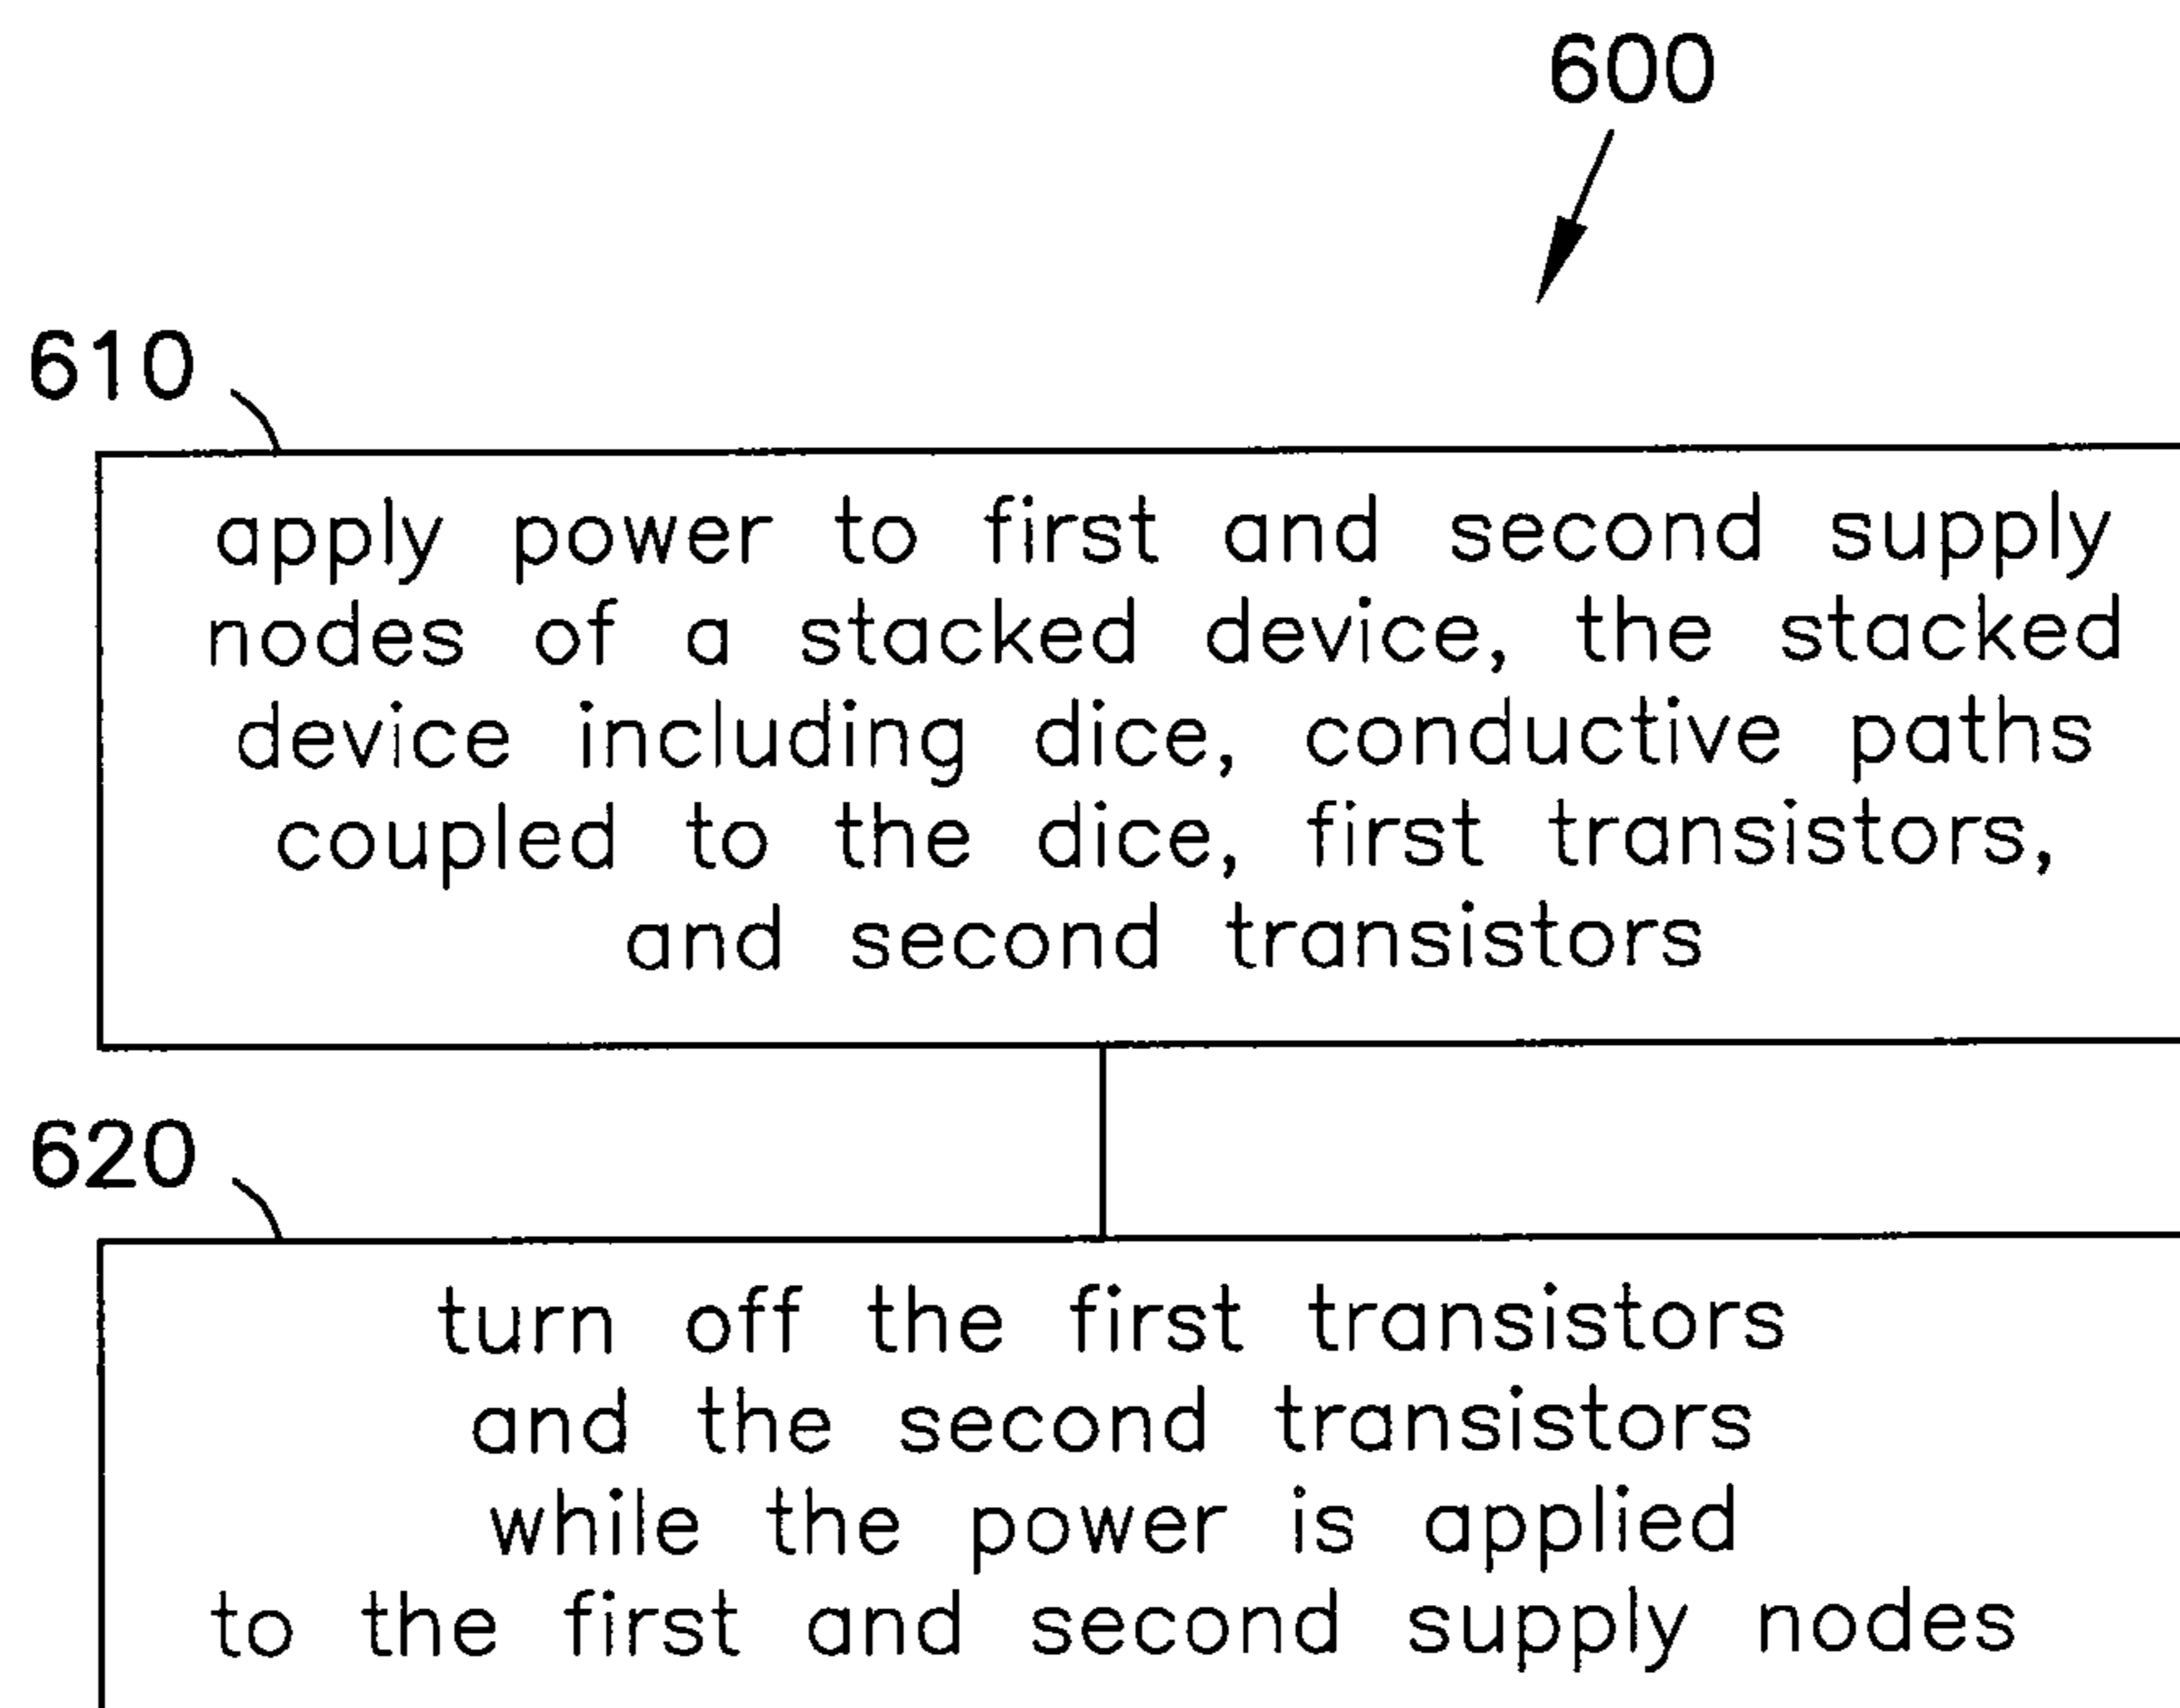 600
610
apply power to first and second supply
nodes of a stacked device, the stacked
device including dice, conductive paths
coupled to the dice, first transistors,
and second transistors
620
turn off the first transistors
and the second transistors
while the power is applied
to the first and second supply nodes